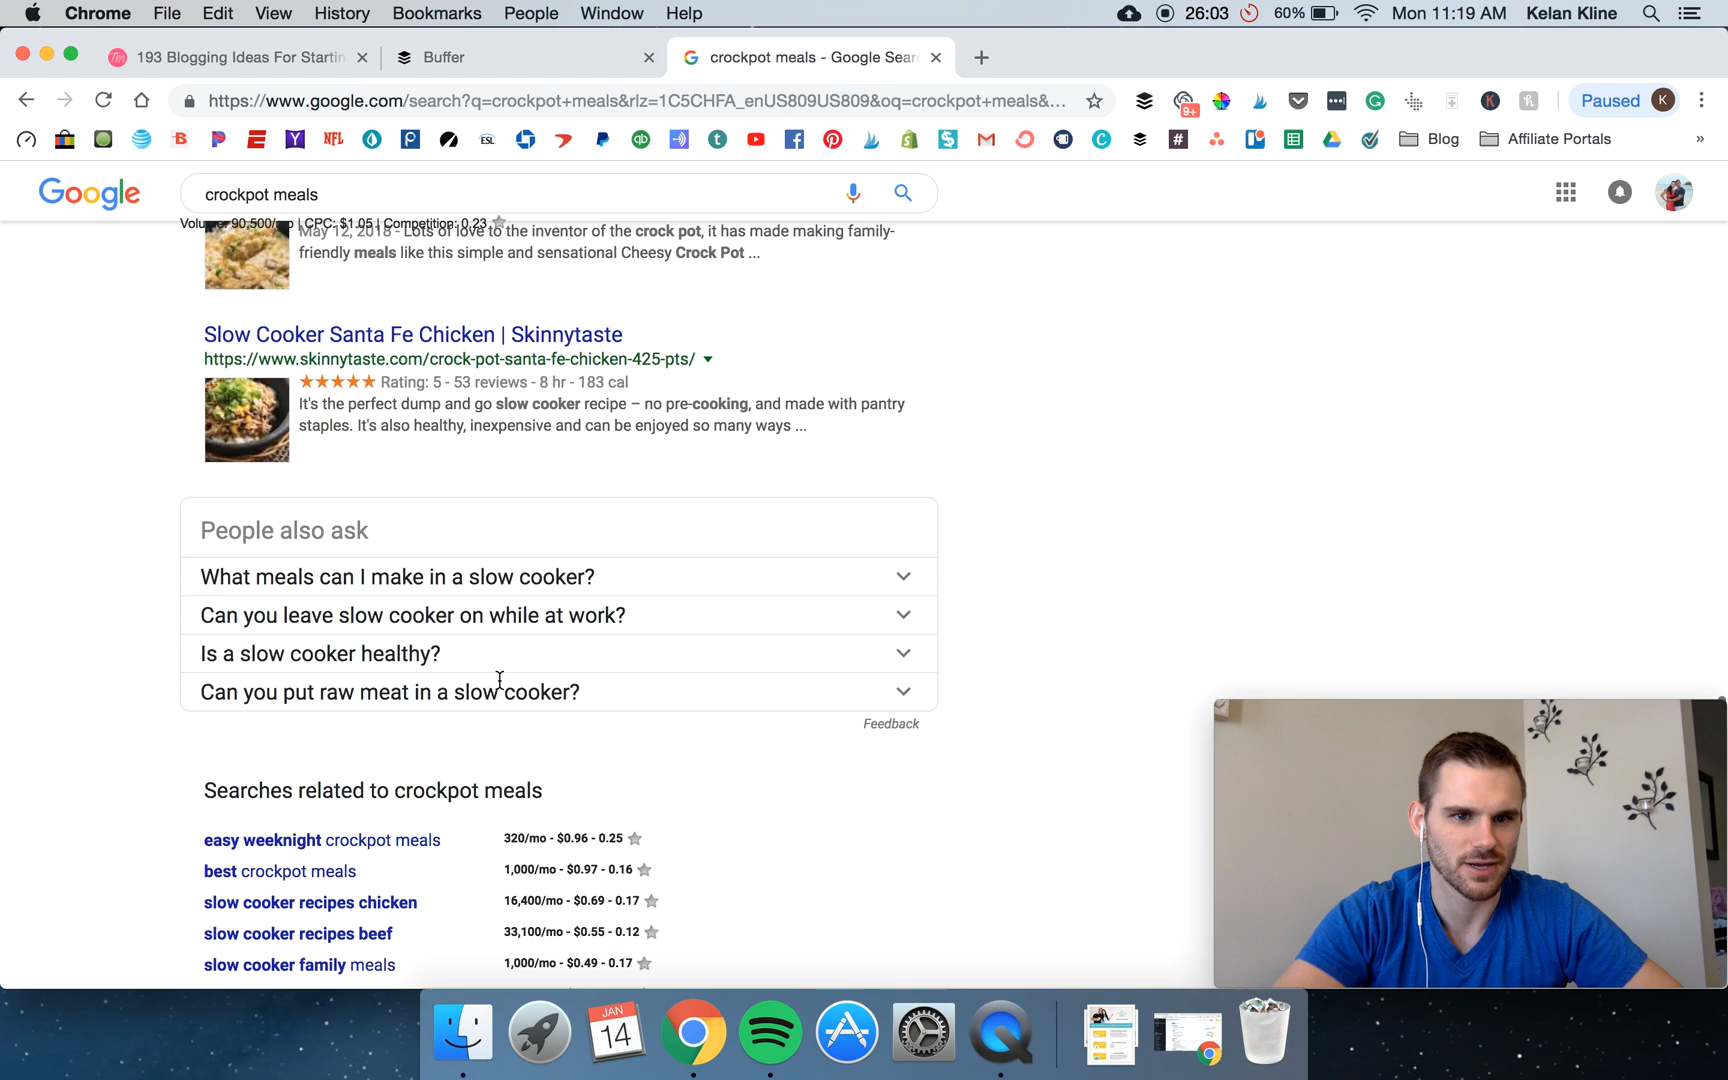 Chrome File Edit View History Bookmarks People Window Help 26:03 60% Mon 11:19 AM Kelan Kline
193 Blogging Ideas For Startin Buffer crockpot meals - Google Sear
https://www.google.com/search?q=crockpot+meals&rlz=1C5CHFA_enUS809US809&oq=crockpot+meals&... 9+ Paused K
NFL ESL Blog Affiliate Portals »
Google crockpot meals
Volume: 90,500/mo | CPC: $1.05 | Competition: 0.23
May 12, 2018 - Lots of love to the inventor of the crock pot, it has made making family-
friendly meals like this simple and sensational Cheesy Crock Pot ...
Slow Cooker Santa Fe Chicken | Skinnytaste
https://www.skinnytaste.com/crock-pot-santa-fe-chicken-425-pts/
Rating: 5 - 53 reviews - 8 hr - 183 cal
It's the perfect dump and go slow cooker recipe – no pre-cooking, and made with pantry
staples. It's also healthy, inexpensive and can be enjoyed so many ways ...
People also ask
What meals can I make in a slow cooker?
Can you leave slow cooker on while at work?
Is a slow cooker healthy?
Can you put raw meat in a slow cooker?
Feedback
Searches related to crockpot meals
easy weeknight crockpot meals 320/mo - $0.96 - 0.25
best crockpot meals 1,000/mo - $0.97 - 0.16
slow cooker recipes chicken 16,400/mo - $0.69 - 0.17
slow cooker recipes beef 33,100/mo - $0.55 - 0.12
slow cooker family meals 1,000/mo - $0.49 - 0.17
JAN
14